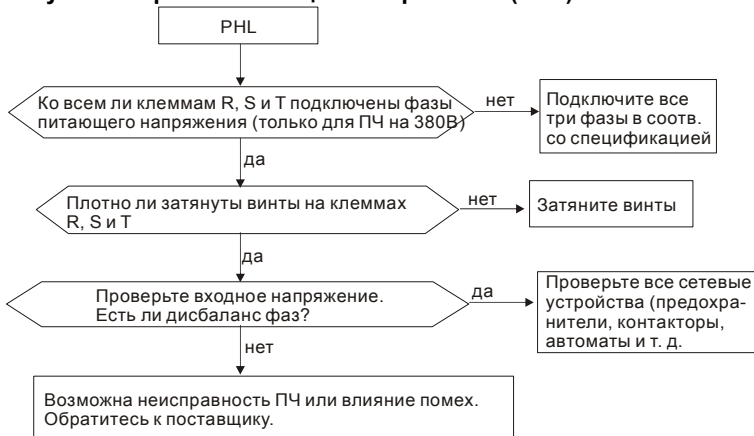 PHL
Ко всем ли клеммам R, S и T подключены фазы
питающего напряжения (только для ПЧ на 380В)
нет
Подключите все
три фазы в соотв.
со спецификацией
да
Плотно ли затянуты винты на клеммах
R, S и T
нет
Затяните винты
да
Проверьте входное напряжение.
Есть ли дисбаланс фаз?
да
Проверьте все сетевые
устройства (предохра-
нители, контакторы,
автоматы и т. д.
нет
Возможна неисправность ПЧ или влияние помех.
Обратитесь к поставщику.